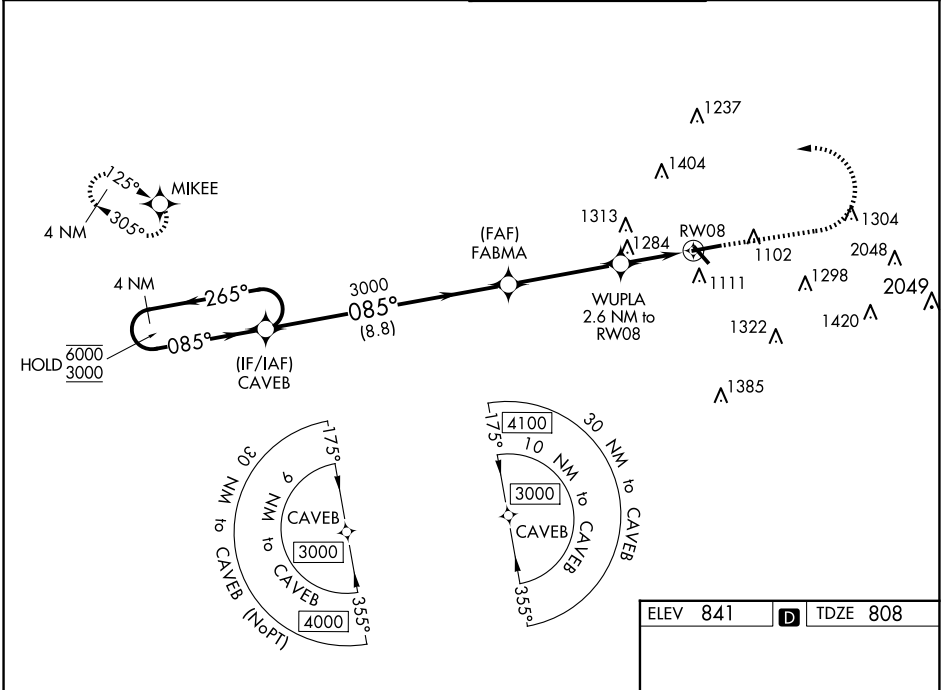 1237
1404
125°
305°
MIKEE
4 NM
1313
1284
RW08
1304
(FAF)
FABMA
1102
2048
1111
1298
2049
4 NM
265°
3000
085°
(8.8)
WUPLA
2.6 NM to
RW08
1420
1322
085°
HOLD 6000
3000
(IF/IAF)
CAVEB
1385
30 NM to CAVEB (NoPT)
175°
9 NM to CAVEB
CAVEB
3000
4000
355°
4100
175°
30 NM to CAVEB
10 NM to CAVEB
3000
CAVEB
355°
ELEV 841 D TDZE 808